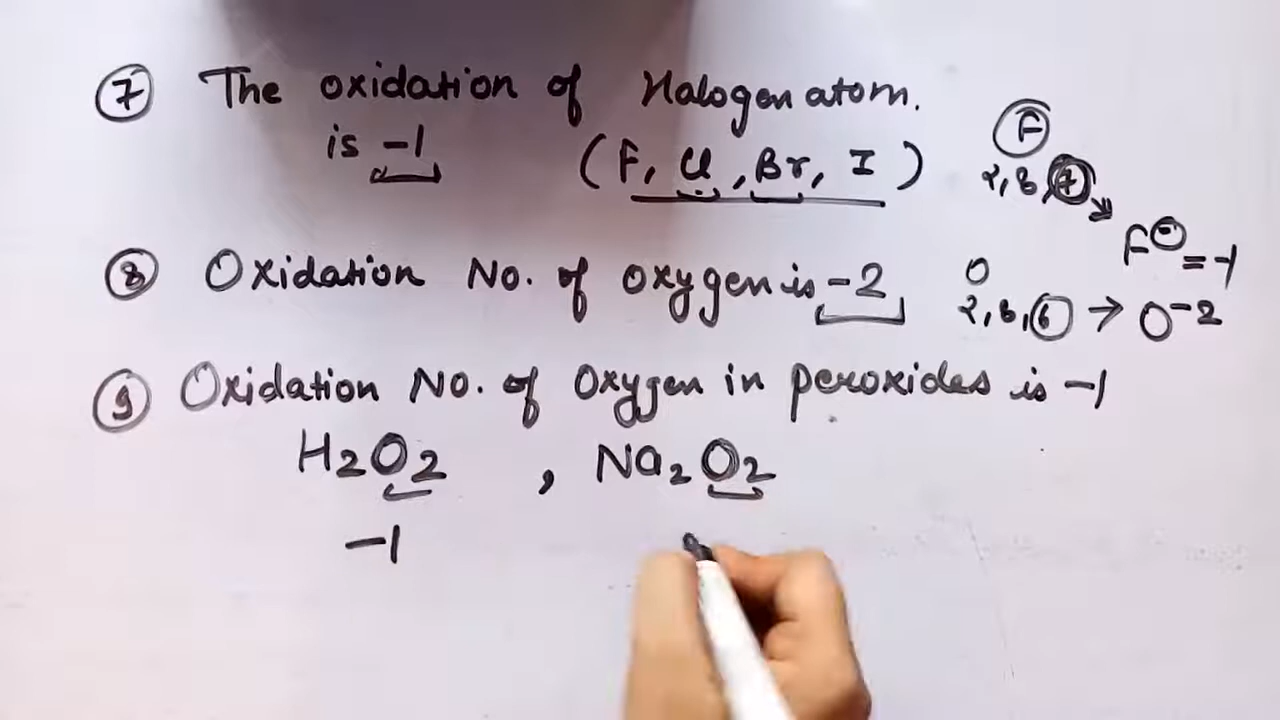 7 The oxidation of Halogen atom.
is -1 (F, Cl, Br, I)
F
2, 8, 7
F⁻ = -1
8 Oxidation No. of oxygen is -2
O
2, 8, 6 → O⁻²
9 Oxidation No. of Oxygen in peroxides is -1
H₂O₂ , Na₂O₂
-1